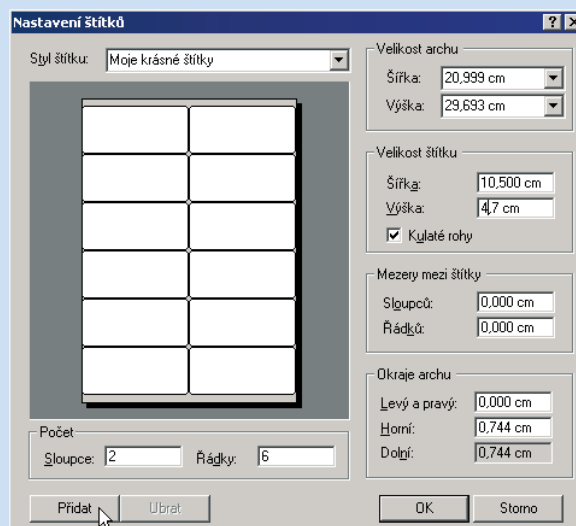 Nastavení štítků
Styl štítku: Moje krásné štítky
Velikost archu
Šířka: 20,999 cm
Výška: 29,693 cm
Velikost štítku
Šířka: 10,500 cm
Výška: 4,7 cm
Kulaté rohy
Mezery mezi štítky
Sloupců: 0,000 cm
Řádků: 0,000 cm
Okraje archu
Levý a pravý: 0,000 cm
Horní: 0,744 cm
Dolní: 0,744 cm
Počet
Sloupce: 2 Řádky: 6
Přidat Ubrat OK Storno